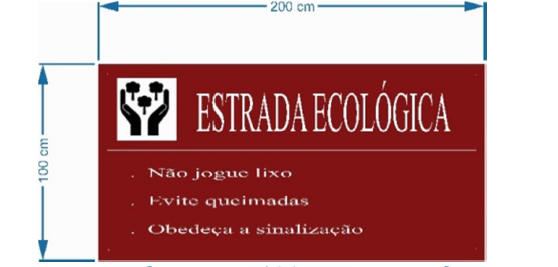 200 cm
100 cm
ESTRADA ECOLÓGICA
. Não jogue lixo
. Evite queimadas
. Obedeça a sinalização